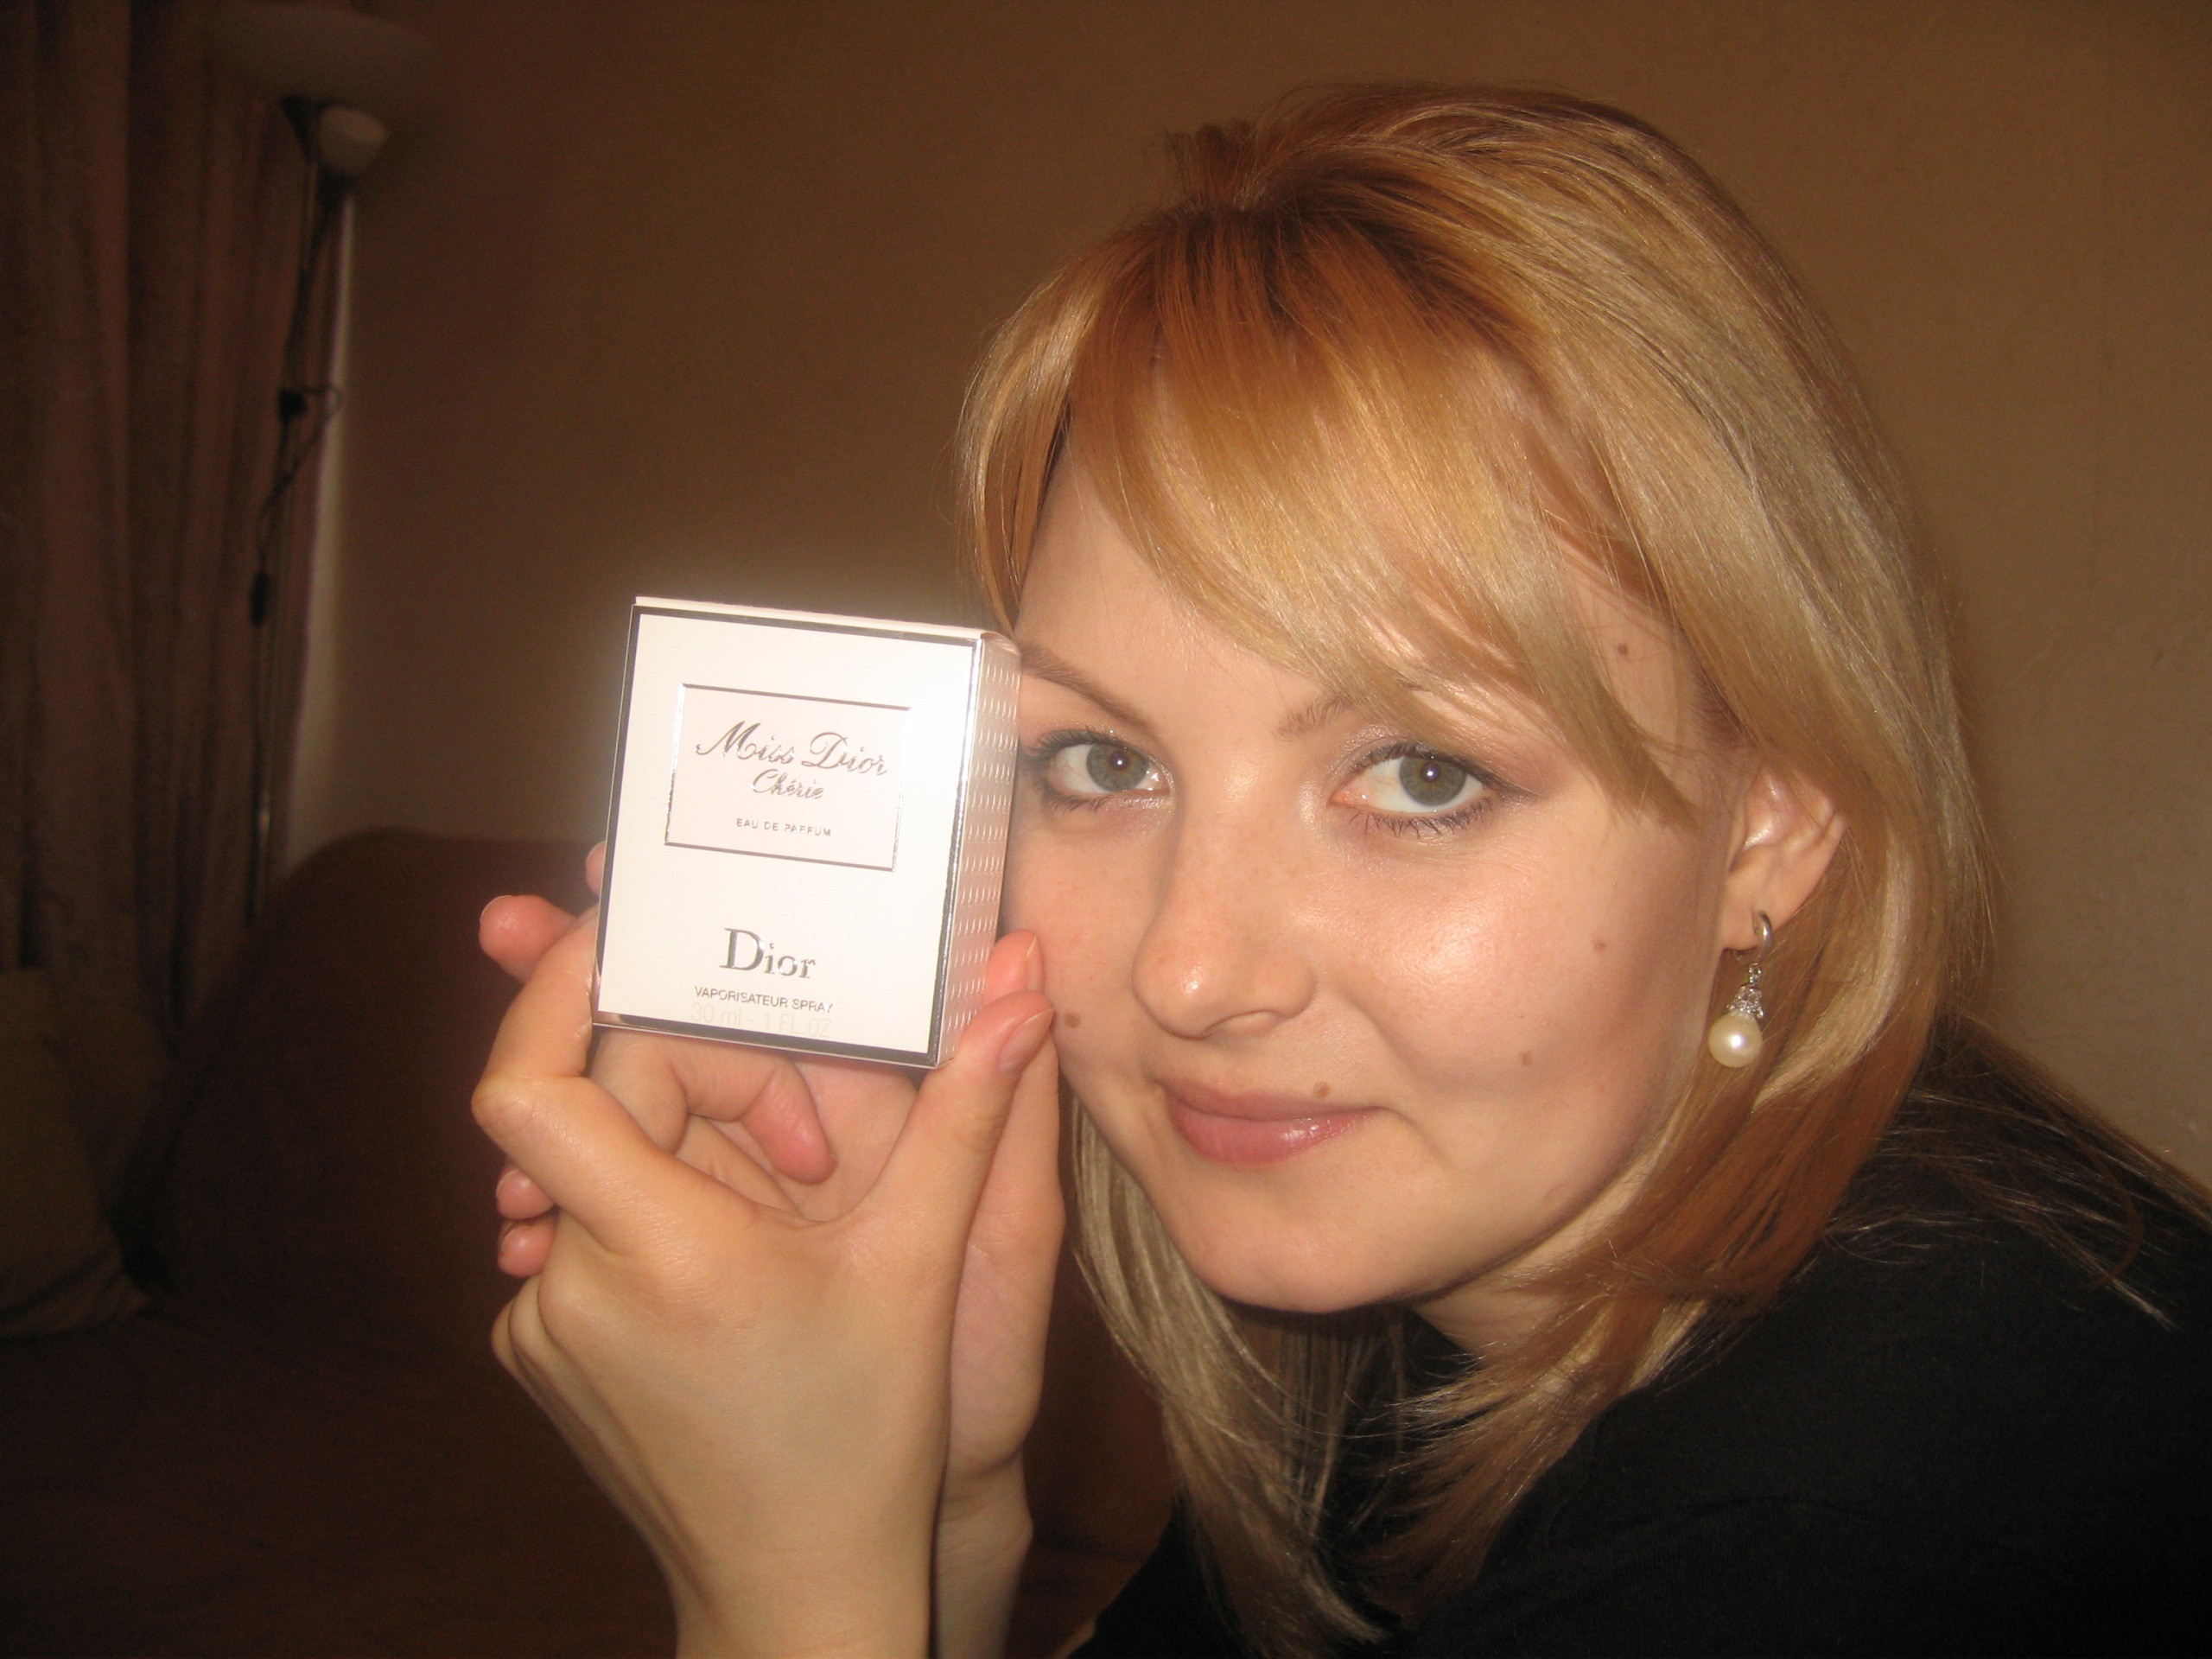 Miss Dior
Chérie
EAU DE PARFUM
Dior
VAPORISATEUR SPRAY
30 ml - 1 FL.OZ